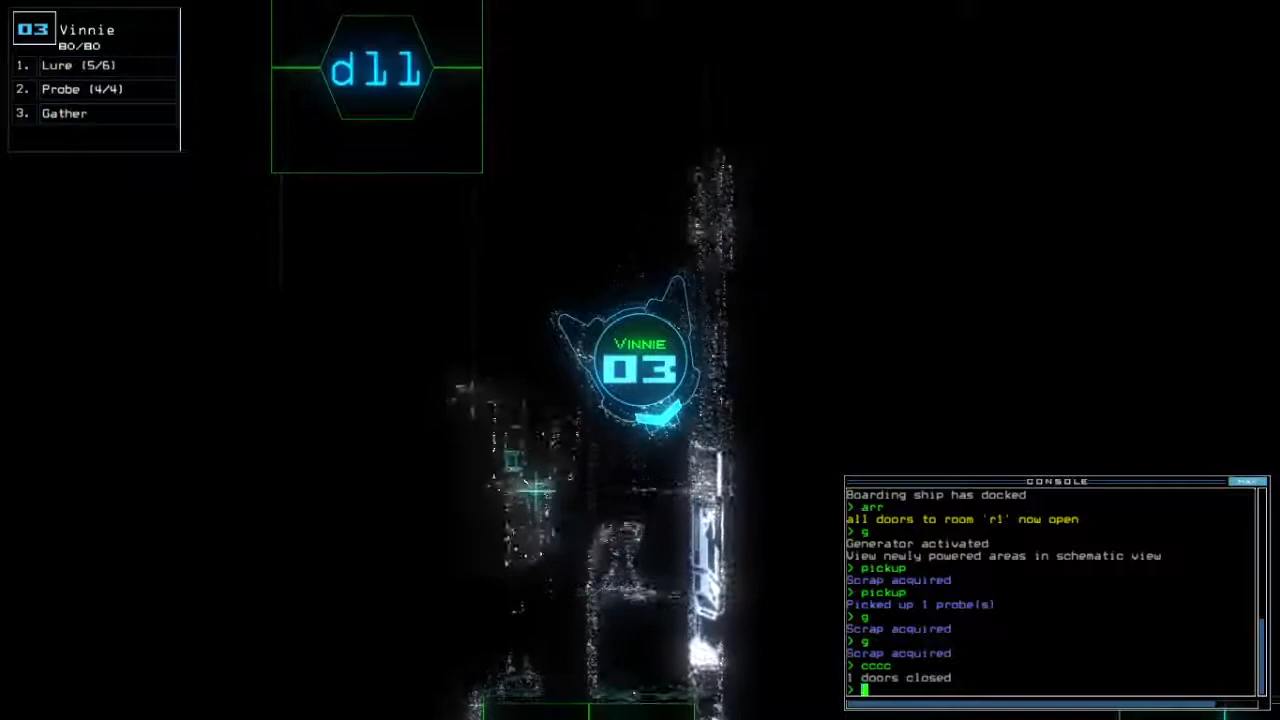 03 Vinnie
80/80
1. Lure (5/6)
2. Probe (4/4)
3. Gather
dll
VINNIE
03
CONSOLE
Boarding ship has docked
> arr
all doors to room 'r1' now open
> g
Generator activated
View newly powered areas in schematic view
> pickup
Scrap acquired
> pickup
Picked up 1 probe(s)
> g
Scrap acquired
> g
Scrap acquired
> cccc
1 doors closed
>